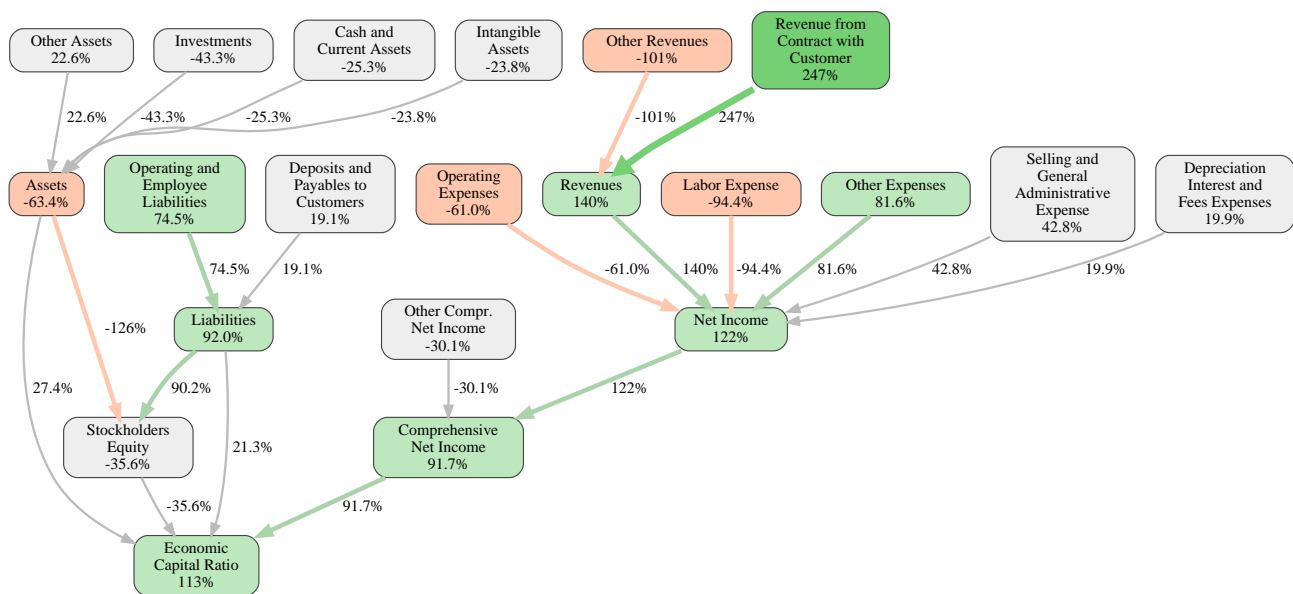 Other Assets
22.6%
Investments
-43.3%
Cash and
Current Assets
-25.3%
Intangible
Assets
-23.8%
Other Revenues
-101%
Revenue from
Contract with
Customer
247%
22.6%
-43.3%
-25.3%
-23.8%
-101%
247%
Assets
-63.4%
Operating and
Employee
Liabilities
74.5%
Deposits and
Payables to
Customers
19.1%
Operating
Expenses
-61.0%
Revenues
140%
Labor Expense
-94.4%
Other Expenses
81.6%
Selling and
General
Administrative
Expense
42.8%
Depreciation
Interest and
Fees Expenses
19.9%
74.5%
19.1%
-61.0%
140%
-94.4%
81.6%
42.8%
19.9%
-126%
Liabilities
92.0%
Other Compr.
Net Income
-30.1%
Net Income
122%
27.4%
90.2%
-30.1%
122%
Stockholders
Equity
-35.6%
21.3%
Comprehensive
Net Income
91.7%
-35.6%
91.7%
Economic
Capital Ratio
113%